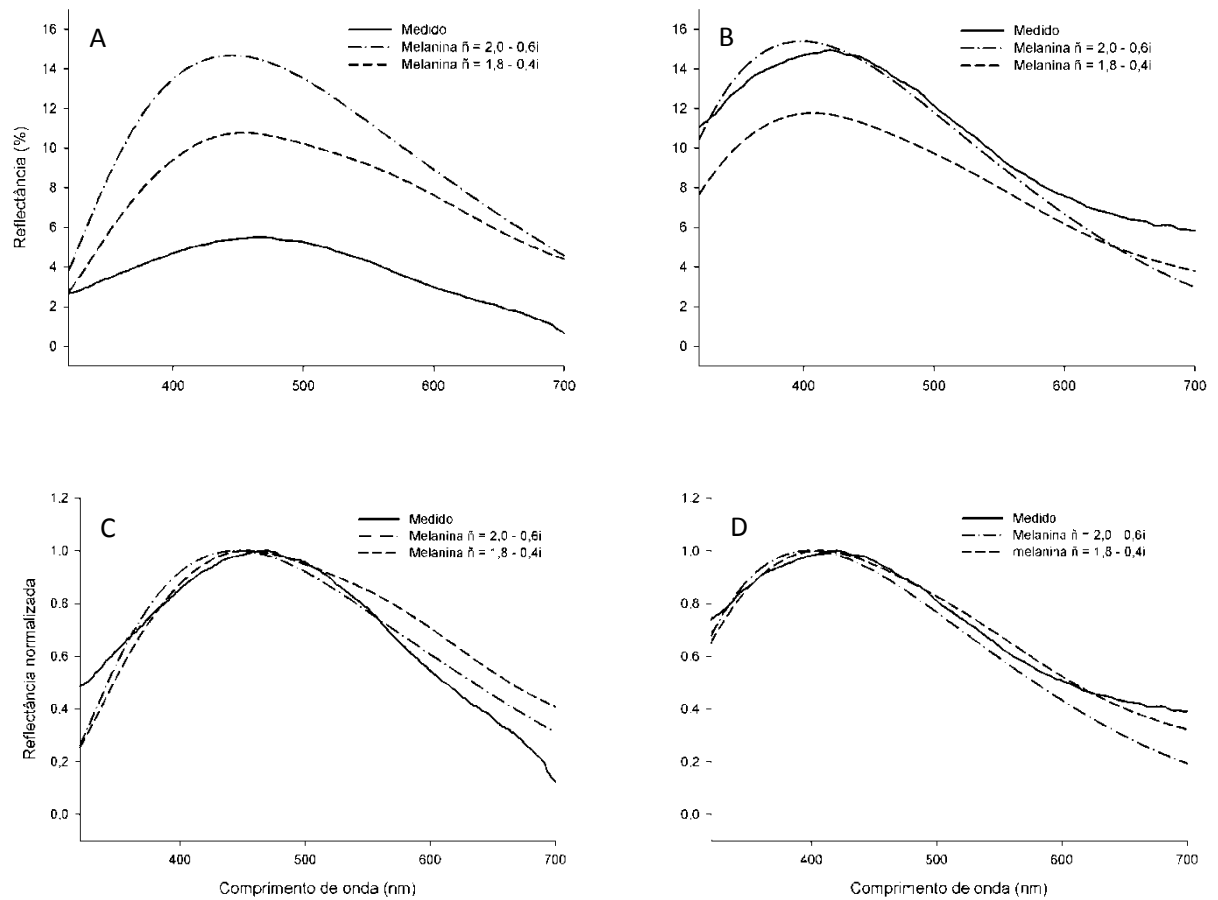 A
Medido
Melanina ñ = 2,0 - 0,6i
Melanina ñ = 1,8 - 0,4i
Reflectância (%)
16
14
12
10
8
6
4
2
0
400
500
600
700
B
Medido
Melanina ñ = 2,0 - 0,6i
Melanina ñ = 1,8 - 0,4i
16
14
12
10
8
6
4
2
0
400
500
600
700
C
Medido
Melanina ñ = 2,0 - 0,6i
Melanina ñ = 1,8 - 0,4i
Reflectância normalizada
1.2
1.0
0.8
0.6
0.4
0,2
0.0
400
500
600
700
Comprimento de onda (nm)
D
Medido
Melanina ñ = 2,0 - 0,6i
melanina ñ = 1,8 - 0,4i
1.2
1.0
0.8
0.6
0.4
0,2
0.0
400
500
600
700
Comprimento de onda (nm)